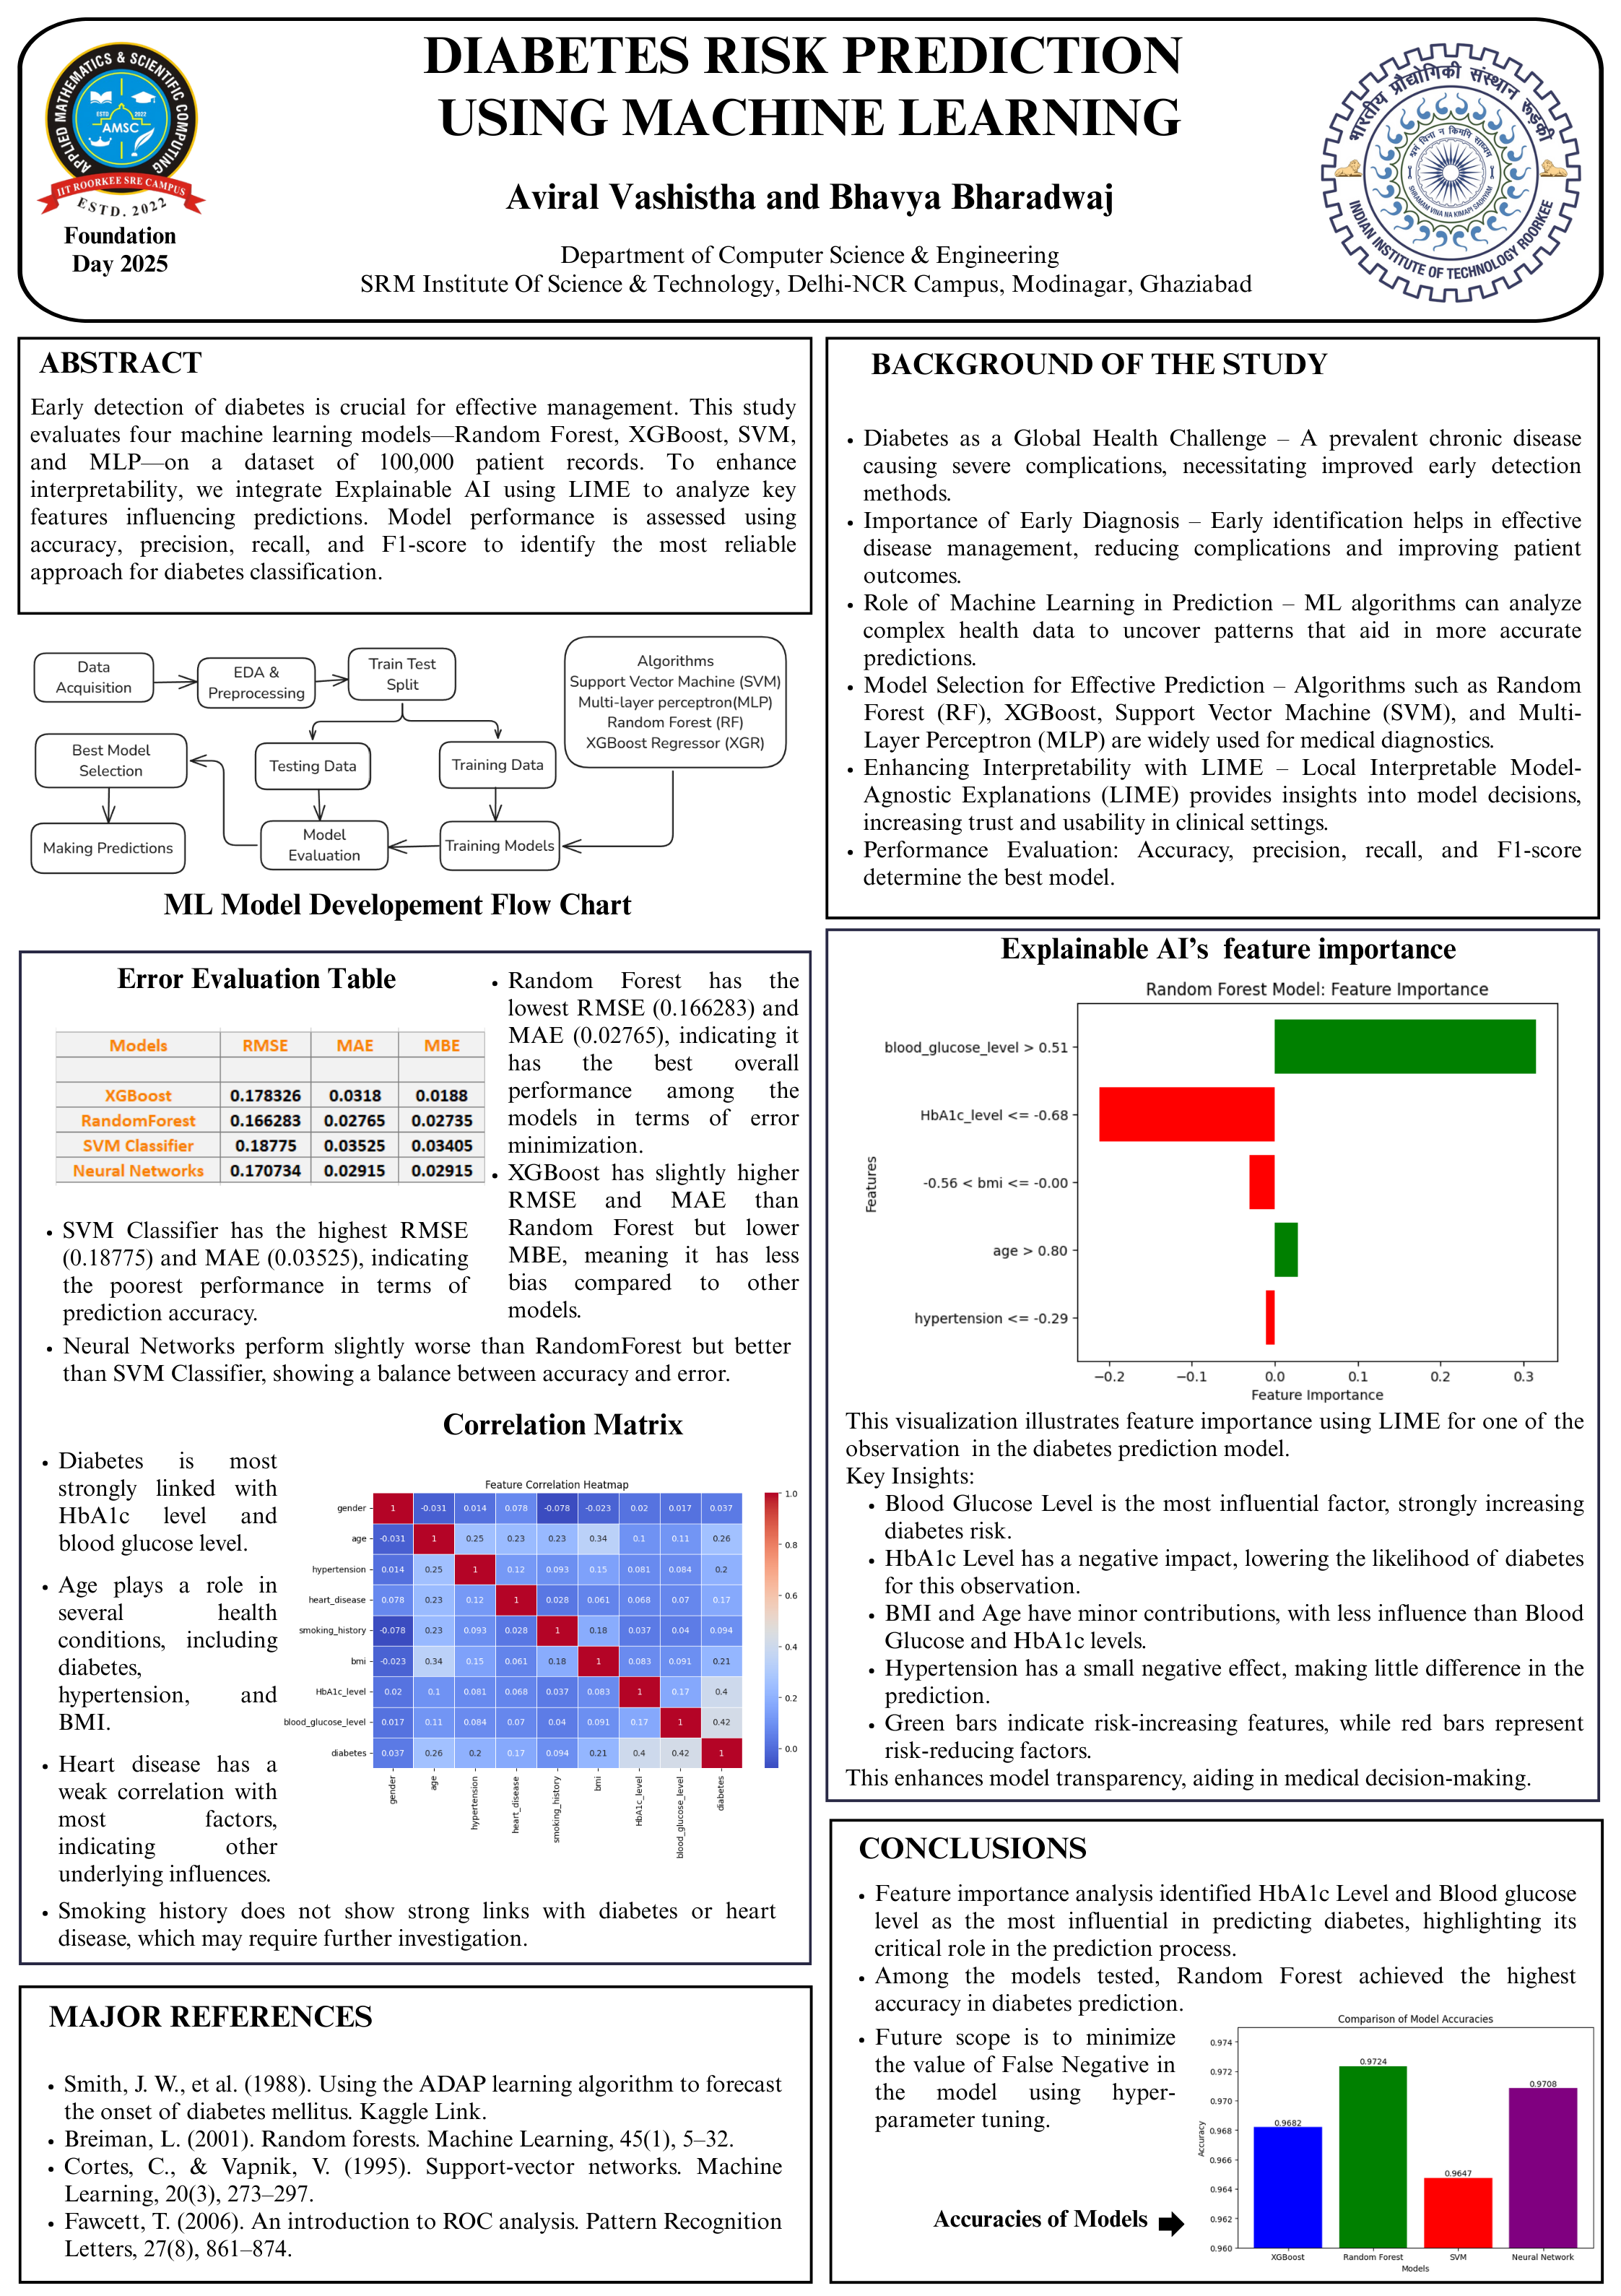 APPLIED MATHEMATICS & SCIENTIFIC COMPUTING
ESTD 2022
AMSC
IIT ROORKEE SRE CAMPUS
ESTD. 2022
Foundation
Day 2025
DIABETES RISK PREDICTION
USING MACHINE LEARNING
Aviral Vashistha and Bhavya Bharadwaj
Department of Computer Science & Engineering
SRM Institute Of Science & Technology, Delhi-NCR Campus, Modinagar, Ghaziabad
भारतीय प्रौद्योगिकी संस्थान रूड़की
श्रमं विना न किमपि साध्यम्
SHRAMAM VINA NA KIMAPI SADHYAM
INDIAN INSTITUTE OF TECHNOLOGY ROORKEE
ABSTRACT
Early detection of diabetes is crucial for effective management. This study
evaluates four machine learning models—Random Forest, XGBoost, SVM,
and MLP—on a dataset of 100,000 patient records. To enhance
interpretability, we integrate Explainable AI using LIME to analyze key
features influencing predictions. Model performance is assessed using
accuracy, precision, recall, and F1-score to identify the most reliable
approach for diabetes classification.
Data
Acquisition
EDA &
Preprocessing
Train Test
Split
Algorithms
Support Vector Machine (SVM)
Multi-layer perceptron(MLP)
Random Forest (RF)
XGBoost Regressor (XGR)
Best Model
Selection
Testing Data
Training Data
Making Predictions
Model
Evaluation
Training Models
ML Model Developement Flow Chart
BACKGROUND OF THE STUDY
• Diabetes as a Global Health Challenge – A prevalent chronic disease
causing severe complications, necessitating improved early detection
methods.
• Importance of Early Diagnosis – Early identification helps in effective
disease management, reducing complications and improving patient
outcomes.
• Role of Machine Learning in Prediction – ML algorithms can analyze
complex health data to uncover patterns that aid in more accurate
predictions.
• Model Selection for Effective Prediction – Algorithms such as Random
Forest (RF), XGBoost, Support Vector Machine (SVM), and Multi-
Layer Perceptron (MLP) are widely used for medical diagnostics.
• Enhancing Interpretability with LIME – Local Interpretable Model-
Agnostic Explanations (LIME) provides insights into model decisions,
increasing trust and usability in clinical settings.
• Performance Evaluation: Accuracy, precision, recall, and F1-score
determine the best model.
Error Evaluation Table
Models RMSE MAE MBE
XGBoost 0.178326 0.0318 0.0188
RandomForest 0.166283 0.02765 0.02735
SVM Classifier 0.18775 0.03525 0.03405
Neural Networks 0.170734 0.02915 0.02915
• Random Forest has the
lowest RMSE (0.166283) and
MAE (0.02765), indicating it
has the best overall
performance among the
models in terms of error
minimization.
• XGBoost has slightly higher
RMSE and MAE than
Random Forest but lower
MBE, meaning it has less
bias compared to other
models.
• SVM Classifier has the highest RMSE
(0.18775) and MAE (0.03525), indicating
the poorest performance in terms of
prediction accuracy.
• Neural Networks perform slightly worse than RandomForest but better
than SVM Classifier, showing a balance between accuracy and error.
Correlation Matrix
• Diabetes is most
strongly linked with
HbA1c level and
blood glucose level.
• Age plays a role in
several health
conditions, including
diabetes,
hypertension, and
BMI.
• Heart disease has a
weak correlation with
most factors,
indicating other
underlying influences.
• Smoking history does not show strong links with diabetes or heart
disease, which may require further investigation.
Feature Correlation Heatmap
gender 1 -0.031 0.014 0.078 -0.078 -0.023 0.02 0.017 0.037
age -0.031 1 0.25 0.23 0.23 0.34 0.1 0.11 0.26
hypertension 0.014 0.25 1 0.12 0.093 0.15 0.081 0.084 0.2
heart_disease 0.078 0.23 0.12 1 0.028 0.061 0.068 0.07 0.17
smoking_history -0.078 0.23 0.093 0.028 1 0.18 0.037 0.04 0.094
bmi -0.023 0.34 0.15 0.061 0.18 1 0.083 0.091 0.21
HbA1c_level 0.02 0.1 0.081 0.068 0.037 0.083 1 0.17 0.4
blood_glucose_level 0.017 0.11 0.084 0.07 0.04 0.091 0.17 1 0.42
diabetes 0.037 0.26 0.2 0.17 0.094 0.21 0.4 0.42 1
gender age hypertension heart_disease smoking_history bmi HbA1c_level blood_glucose_level diabetes
1.0
0.8
0.6
0.4
0.2
0.0
Explainable AI’s feature importance
Random Forest Model: Feature Importance
Features
blood_glucose_level > 0.51
HbA1c_level <= -0.68
-0.56 < bmi <= -0.00
age > 0.80
hypertension <= -0.29
−0.2 −0.1 0.0 0.1 0.2 0.3
Feature Importance
This visualization illustrates feature importance using LIME for one of the
observation in the diabetes prediction model.
Key Insights:
• Blood Glucose Level is the most influential factor, strongly increasing
diabetes risk.
• HbA1c Level has a negative impact, lowering the likelihood of diabetes
for this observation.
• BMI and Age have minor contributions, with less influence than Blood
Glucose and HbA1c levels.
• Hypertension has a small negative effect, making little difference in the
prediction.
• Green bars indicate risk-increasing features, while red bars represent
risk-reducing factors.
This enhances model transparency, aiding in medical decision-making.
MAJOR REFERENCES
• Smith, J. W., et al. (1988). Using the ADAP learning algorithm to forecast
the onset of diabetes mellitus. Kaggle Link.
• Breiman, L. (2001). Random forests. Machine Learning, 45(1), 5–32.
• Cortes, C., & Vapnik, V. (1995). Support-vector networks. Machine
Learning, 20(3), 273–297.
• Fawcett, T. (2006). An introduction to ROC analysis. Pattern Recognition
Letters, 27(8), 861–874.
CONCLUSIONS
• Feature importance analysis identified HbA1c Level and Blood glucose
level as the most influential in predicting diabetes, highlighting its
critical role in the prediction process.
• Among the models tested, Random Forest achieved the highest
accuracy in diabetes prediction.
• Future scope is to minimize
the value of False Negative in
the model using hyper-
parameter tuning.
Accuracies of Models
Comparison of Model Accuracies
Accuracy
0.974
0.972
0.970
0.968
0.966
0.964
0.962
0.960
0.9682
0.9724
0.9647
0.9708
XGBoost Random Forest SVM Neural Network
Models